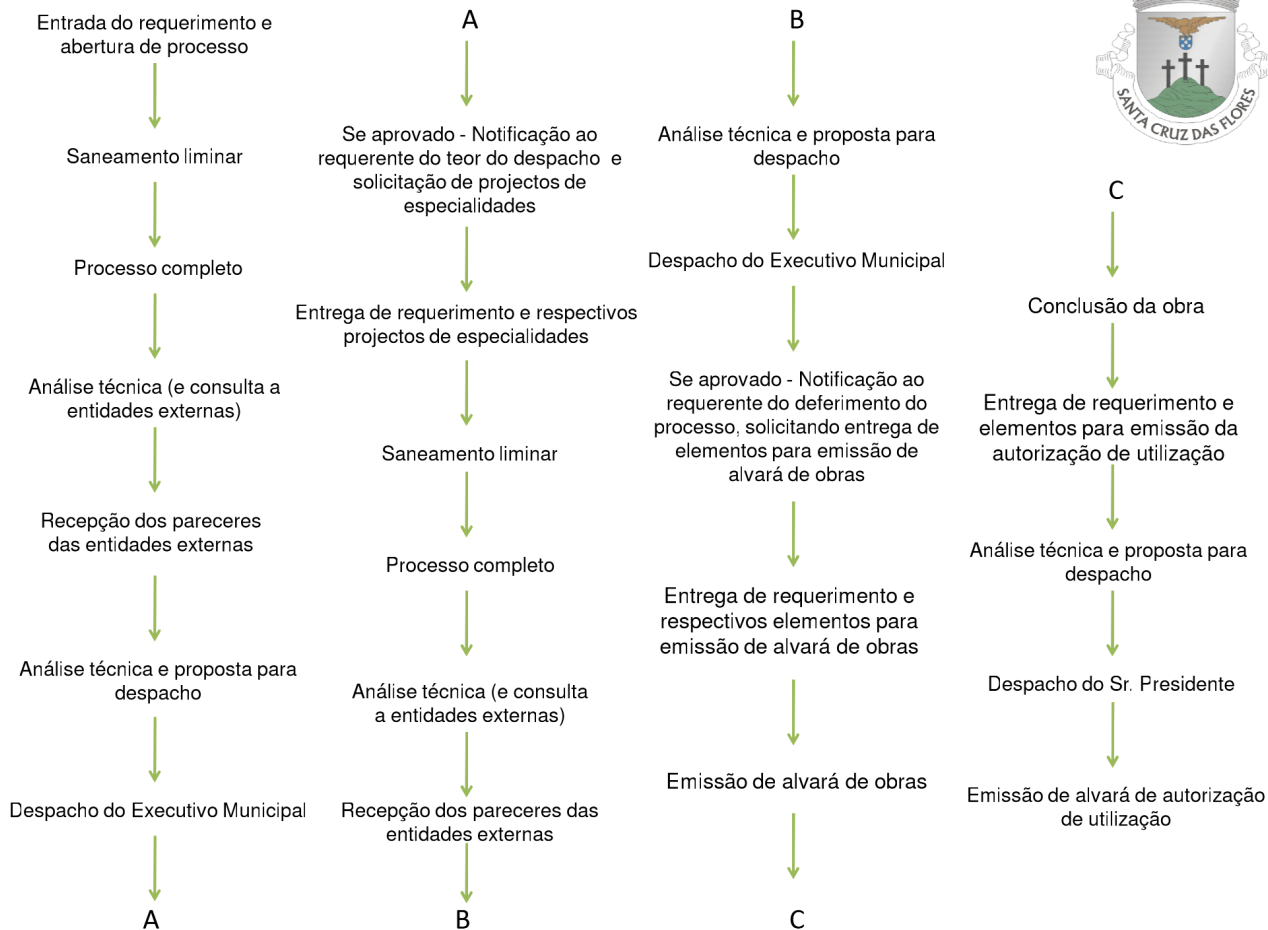 Entrada do requerimento e
abertura de processo
Saneamento liminar
Processo completo
Análise técnica (e consulta a
entidades externas)
Recepção dos pareceres
das entidades externas
Análise técnica e proposta para
despacho
Despacho do Executivo Municipal
A
A
Se aprovado - Notificação ao
requerente do teor do despacho e
solicitação de projectos de
especialidades
Entrega de requerimento e respectivos
projectos de especialidades
Saneamento liminar
Processo completo
Análise técnica (e consulta
a entidades externas)
Recepção dos pareceres das
entidades externas
B
B
Análise técnica e proposta para
despacho
Despacho do Executivo Municipal
Se aprovado - Notificação ao
requerente do deferimento do
processo, solicitando entrega de
elementos para emissão de
alvará de obras
Entrega de requerimento e
respectivos elementos para
emissão de alvará de obras
Emissão de alvará de obras
C
SANTA CRUZ DAS FLORES
C
Conclusão da obra
Entrega de requerimento e
elementos para emissão da
autorização de utilização
Análise técnica e proposta para
despacho
Despacho do Sr. Presidente
Emissão de alvará de autorização
de utilização